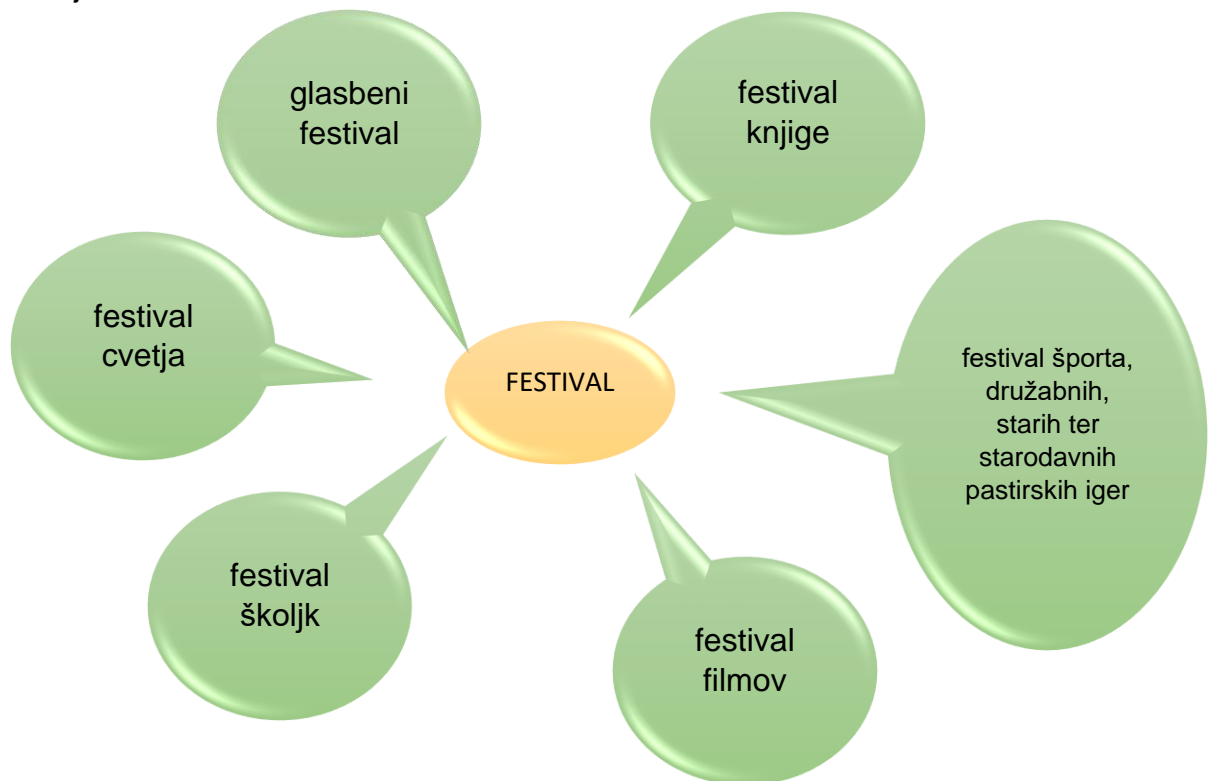 glasbeni
festival
festival
knjige
festival
cvetja
FESTIVAL
festival športa,
družabnih,
starih ter
starodavnih
pastirskih iger
festival
školjk
festival
filmov